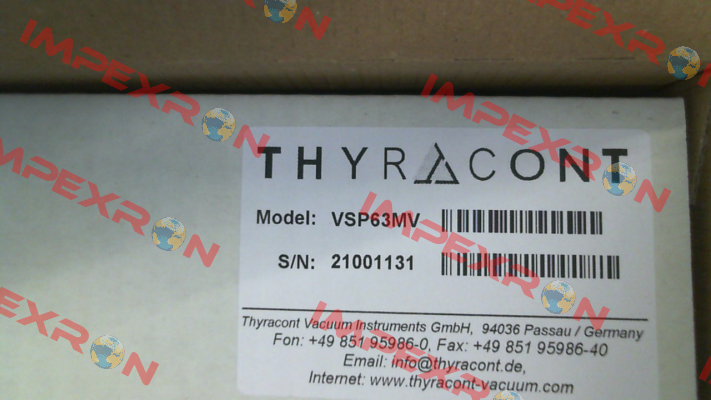 THYRACONT
Model: VSP63MV
S/N: 21001131
Thyracont Vacuum Instruments GmbH, 94036 Passau / Germany
Fon: +49 851 95986-0, Fax: +49 851 95986-40
Email: info@thyracont.de,
Internet: www.thyracont-vacuum.com
IMPEXRON
IMPEXRON
IMPEXRON
IMPEXRON
IMPEXRON
IMPEXRON